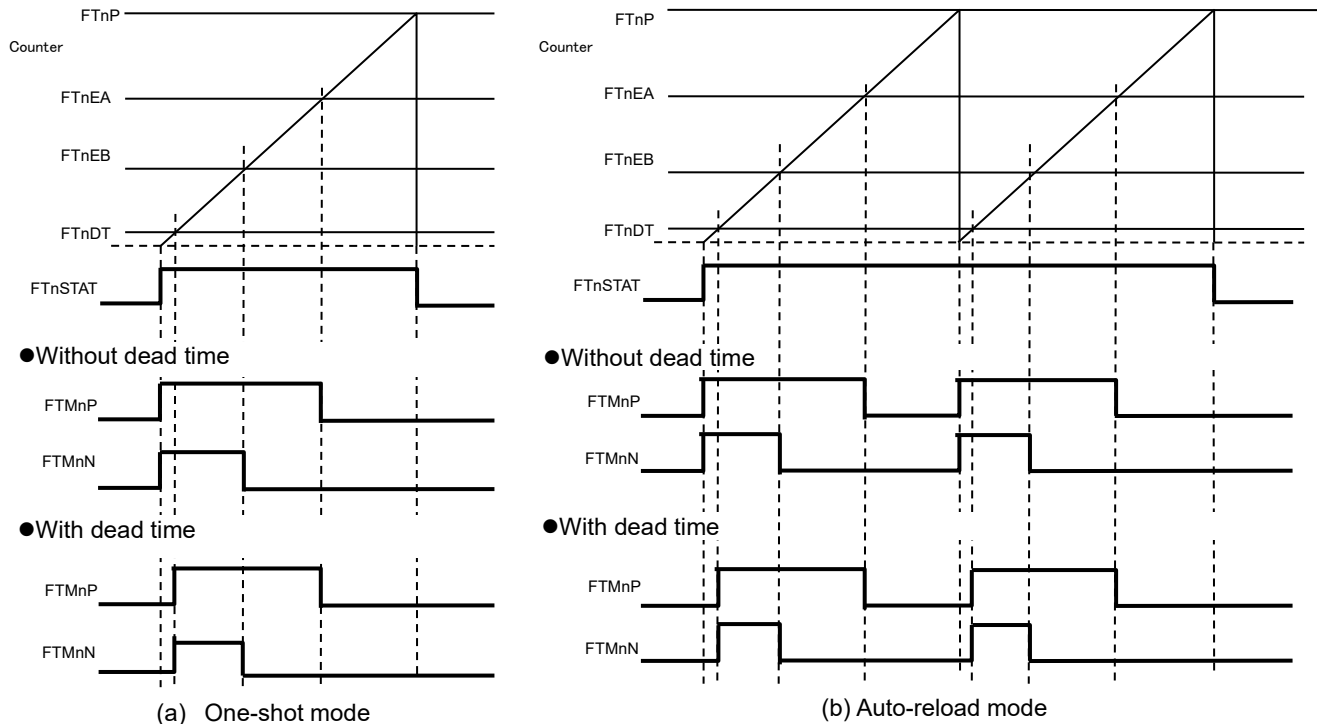 FTnP
Counter
FTnEA
FTnEB
FTnDT
FTnSTAT
●Without dead time
FTMnP
FTMnN
●With dead time
FTMnP
FTMnN
(a) One-shot mode
FTnP
Counter
FTnEA
FTnEB
FTnDT
FTnSTAT
●Without dead time
FTMnP
FTMnN
●With dead time
FTMnP
FTMnN
(b) Auto-reload mode